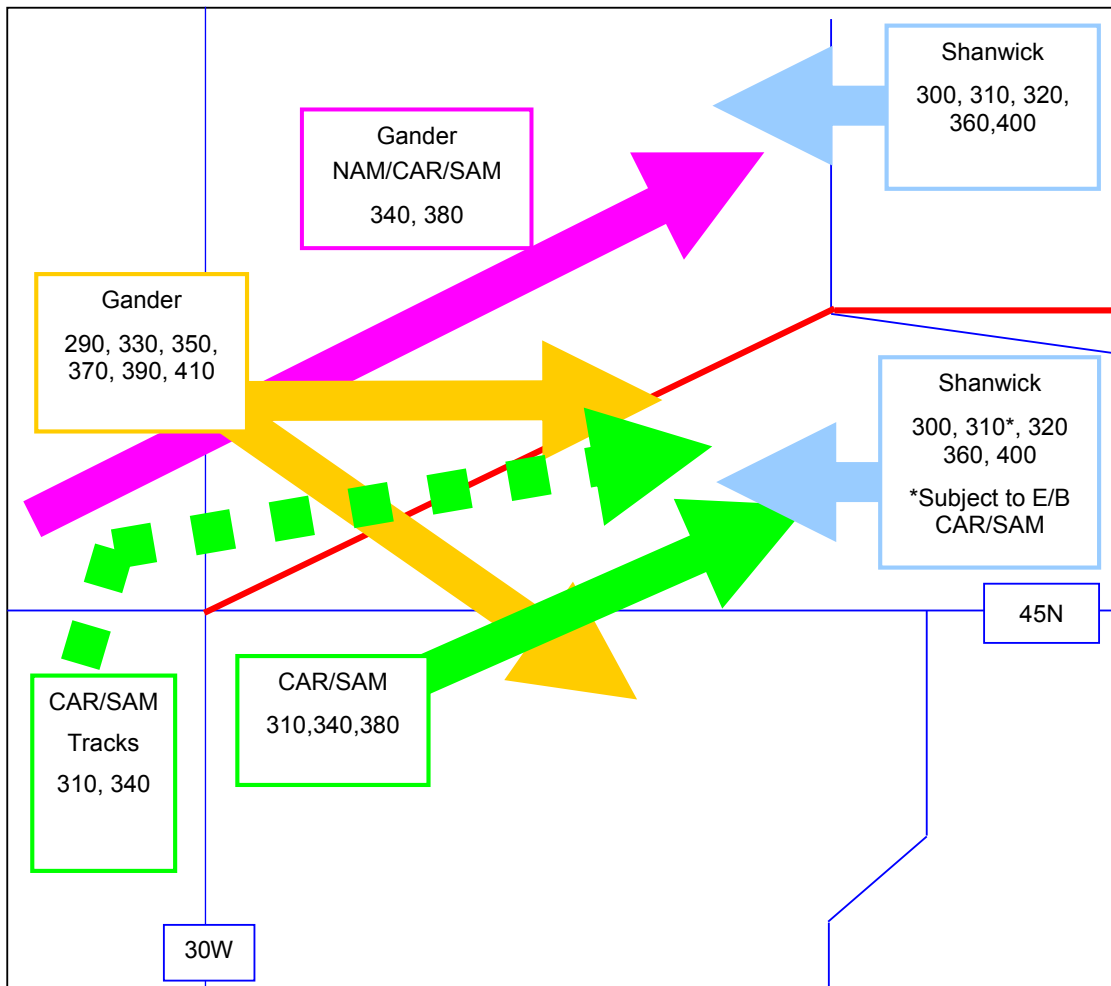 Shanwick
300, 310, 320,
360,400
Gander
NAM/CAR/SAM
340, 380
Gander
290, 330, 350,
370, 390, 410
Shanwick
300, 310*, 320
360, 400
*Subject to E/B
CAR/SAM
45N
CAR/SAM
310,340,380
CAR/SAM
Tracks
310, 340
30W